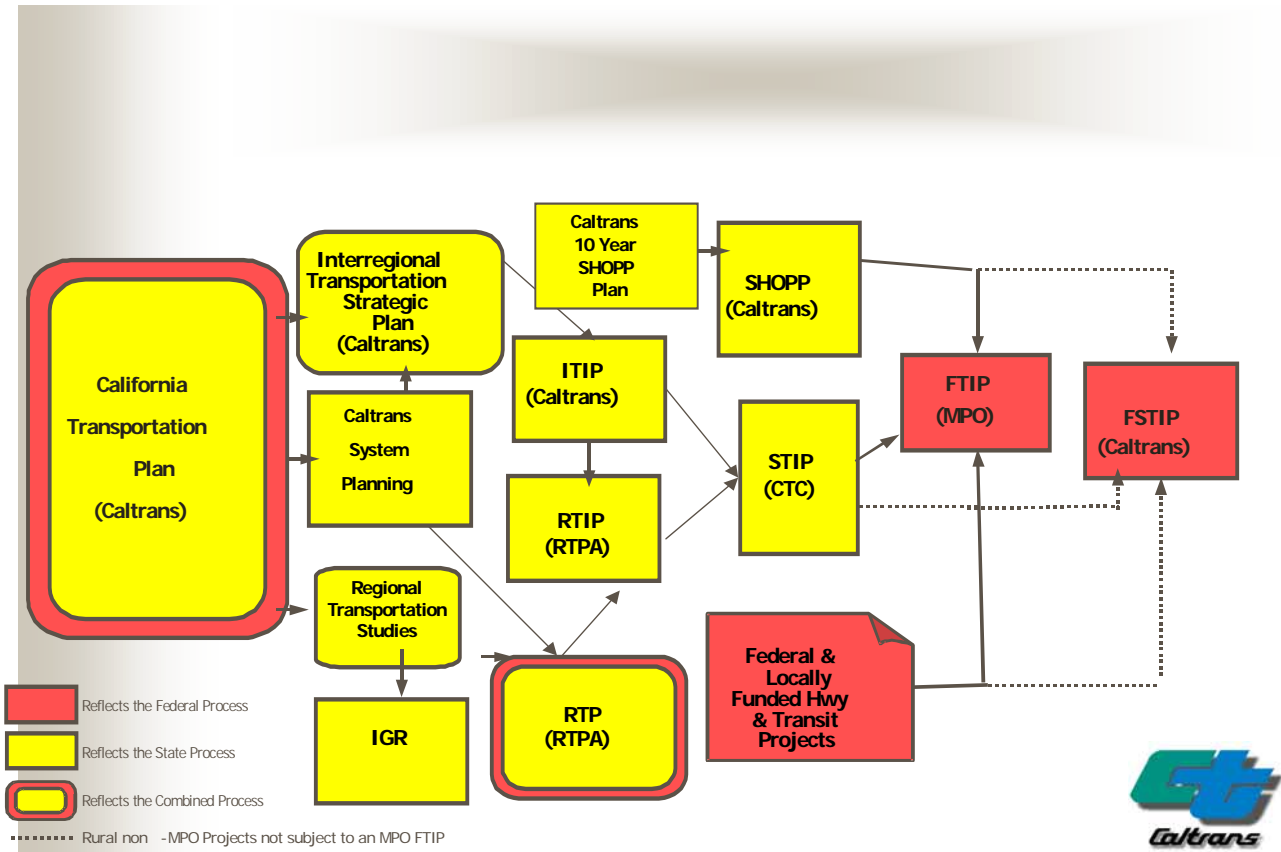 California
Transportation
Plan
(Caltrans)
Interregional
Transportation
Strategic
Plan
(Caltrans)
Caltrans
System
Planning
Regional
Transportation
Studies
IGR
Caltrans
10 Year
SHOPP
Plan
SHOPP
(Caltrans)
ITIP
(Caltrans)
RTIP
(RTPA)
RTP
(RTPA)
STIP
(CTC)
FTIP
(MPO)
FSTIP
(Caltrans)
Federal &
Locally
Funded Hwy
& Transit
Projects
Reflects the Federal Process
Reflects the State Process
Reflects the Combined Process
Rural non -MPO Projects not subject to an MPO FTIP
ct
Caltrans